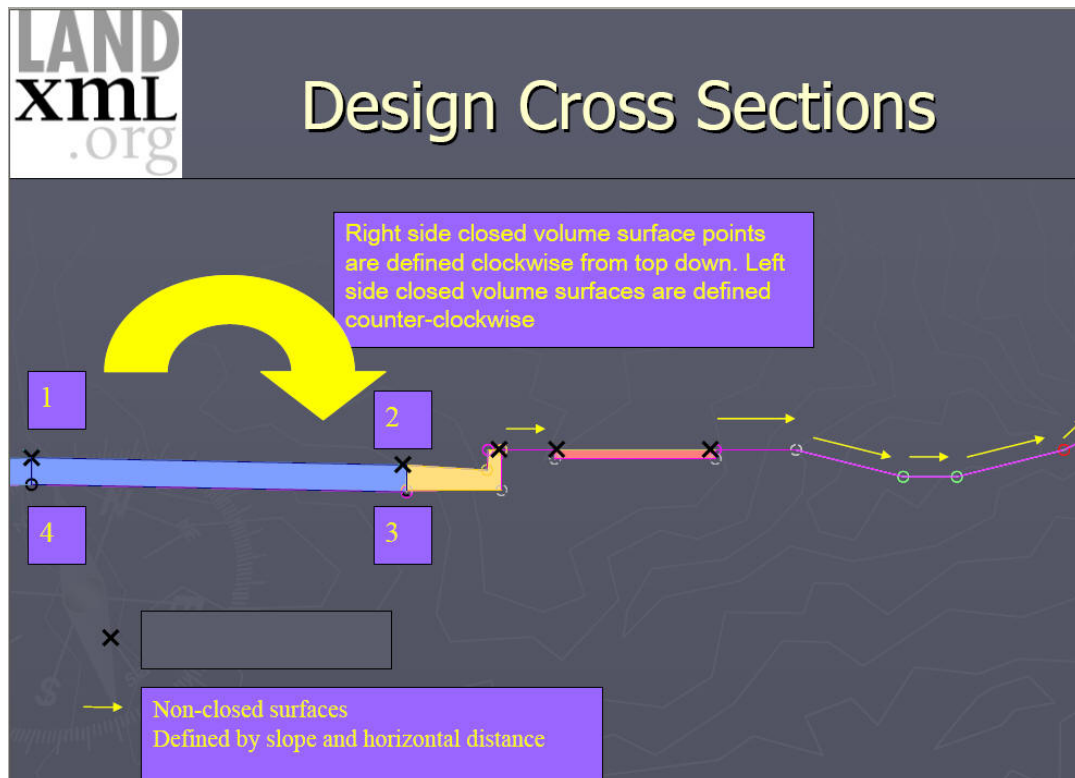 LAND
xmL
.org
Design Cross Sections
Right side closed volume surface points
are defined clockwise from top down. Left
side closed volume surfaces are defined
counter-clockwise
1
2
4
3
Non-closed surfaces
Defined by slope and horizontal distance